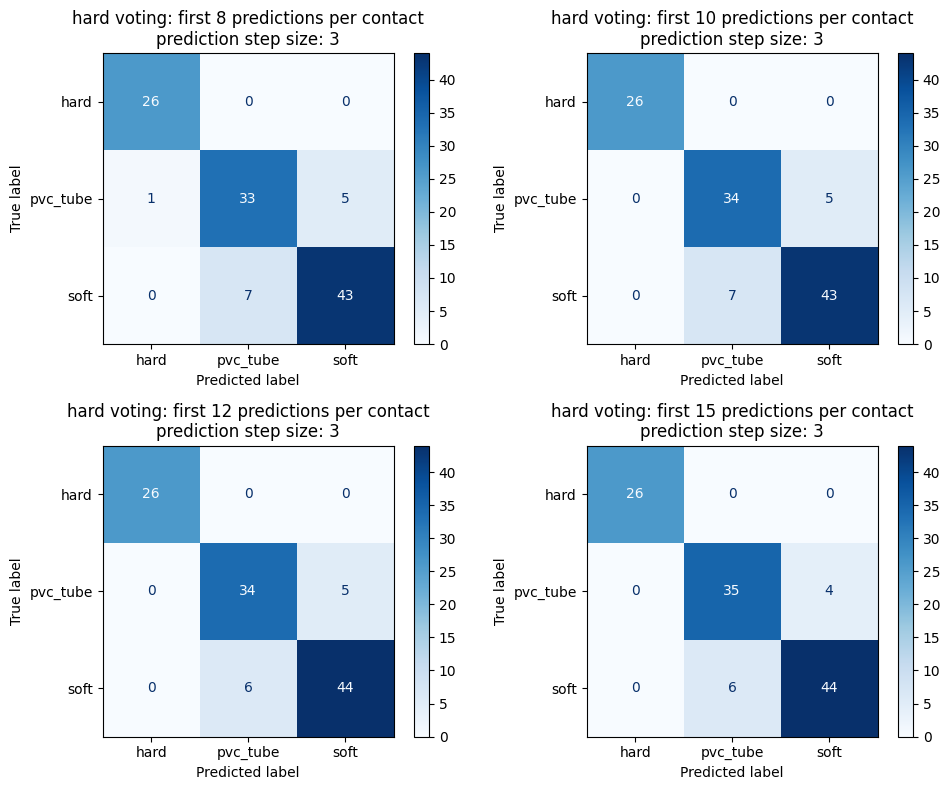 hard voting: first 8 predictions per contact
prediction step size: 3
hard
26
0
0
pvc_tube
1
33
5
soft
0
7
43
hard
pvc_tube
soft
Predicted label
True label
40
35
30
25
20
15
10
5
0
hard voting: first 10 predictions per contact
prediction step size: 3
hard
26
0
0
pvc_tube
0
34
5
soft
0
7
43
hard
pvc_tube
soft
Predicted label
True label
40
35
30
25
20
15
10
5
0
hard voting: first 12 predictions per contact
prediction step size: 3
hard
26
0
0
pvc_tube
0
34
5
soft
0
6
44
hard
pvc_tube
soft
Predicted label
True label
40
35
30
25
20
15
10
5
0
hard voting: first 15 predictions per contact
prediction step size: 3
hard
26
0
0
pvc_tube
0
35
4
soft
0
6
44
hard
pvc_tube
soft
Predicted label
True label
40
35
30
25
20
15
10
5
0